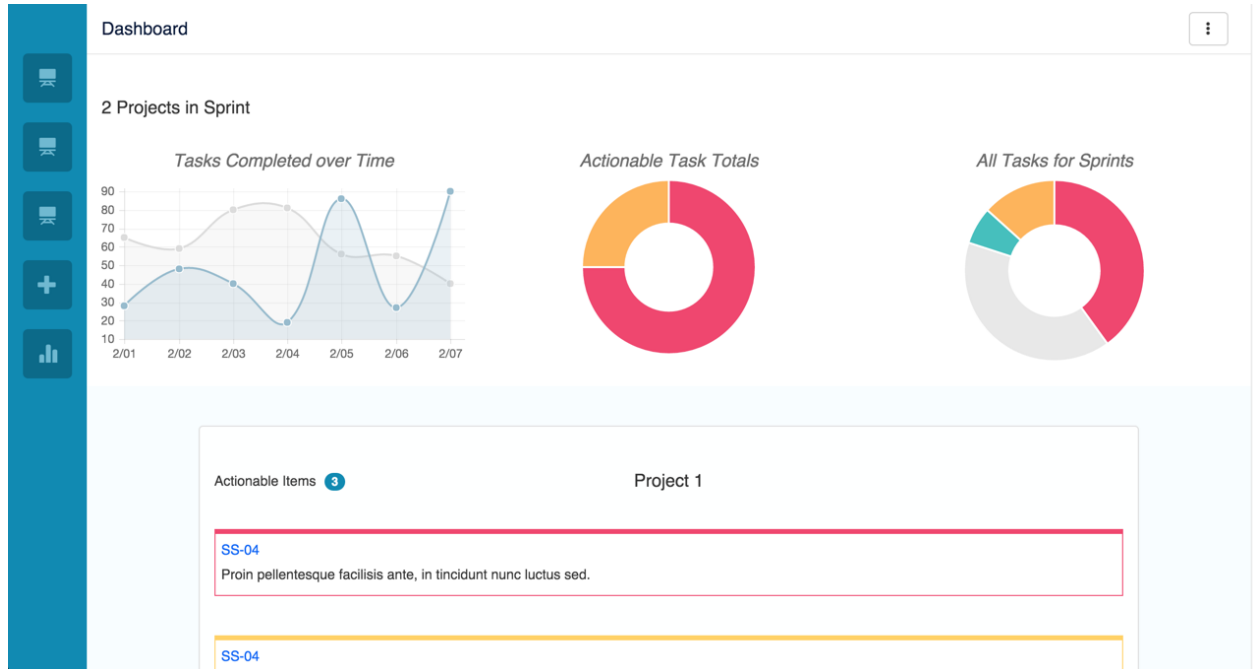 Dashboard
2 Projects in Sprint
Tasks Completed over Time
90
80
70
60
50
40
30
20
10
2/01 2/02 2/03 2/04 2/05 2/06 2/07
Actionable Task Totals
All Tasks for Sprints
Actionable Items 3
Project 1
SS-04
Proin pellentesque facilisis ante, in tincidunt nunc luctus sed.
SS-04